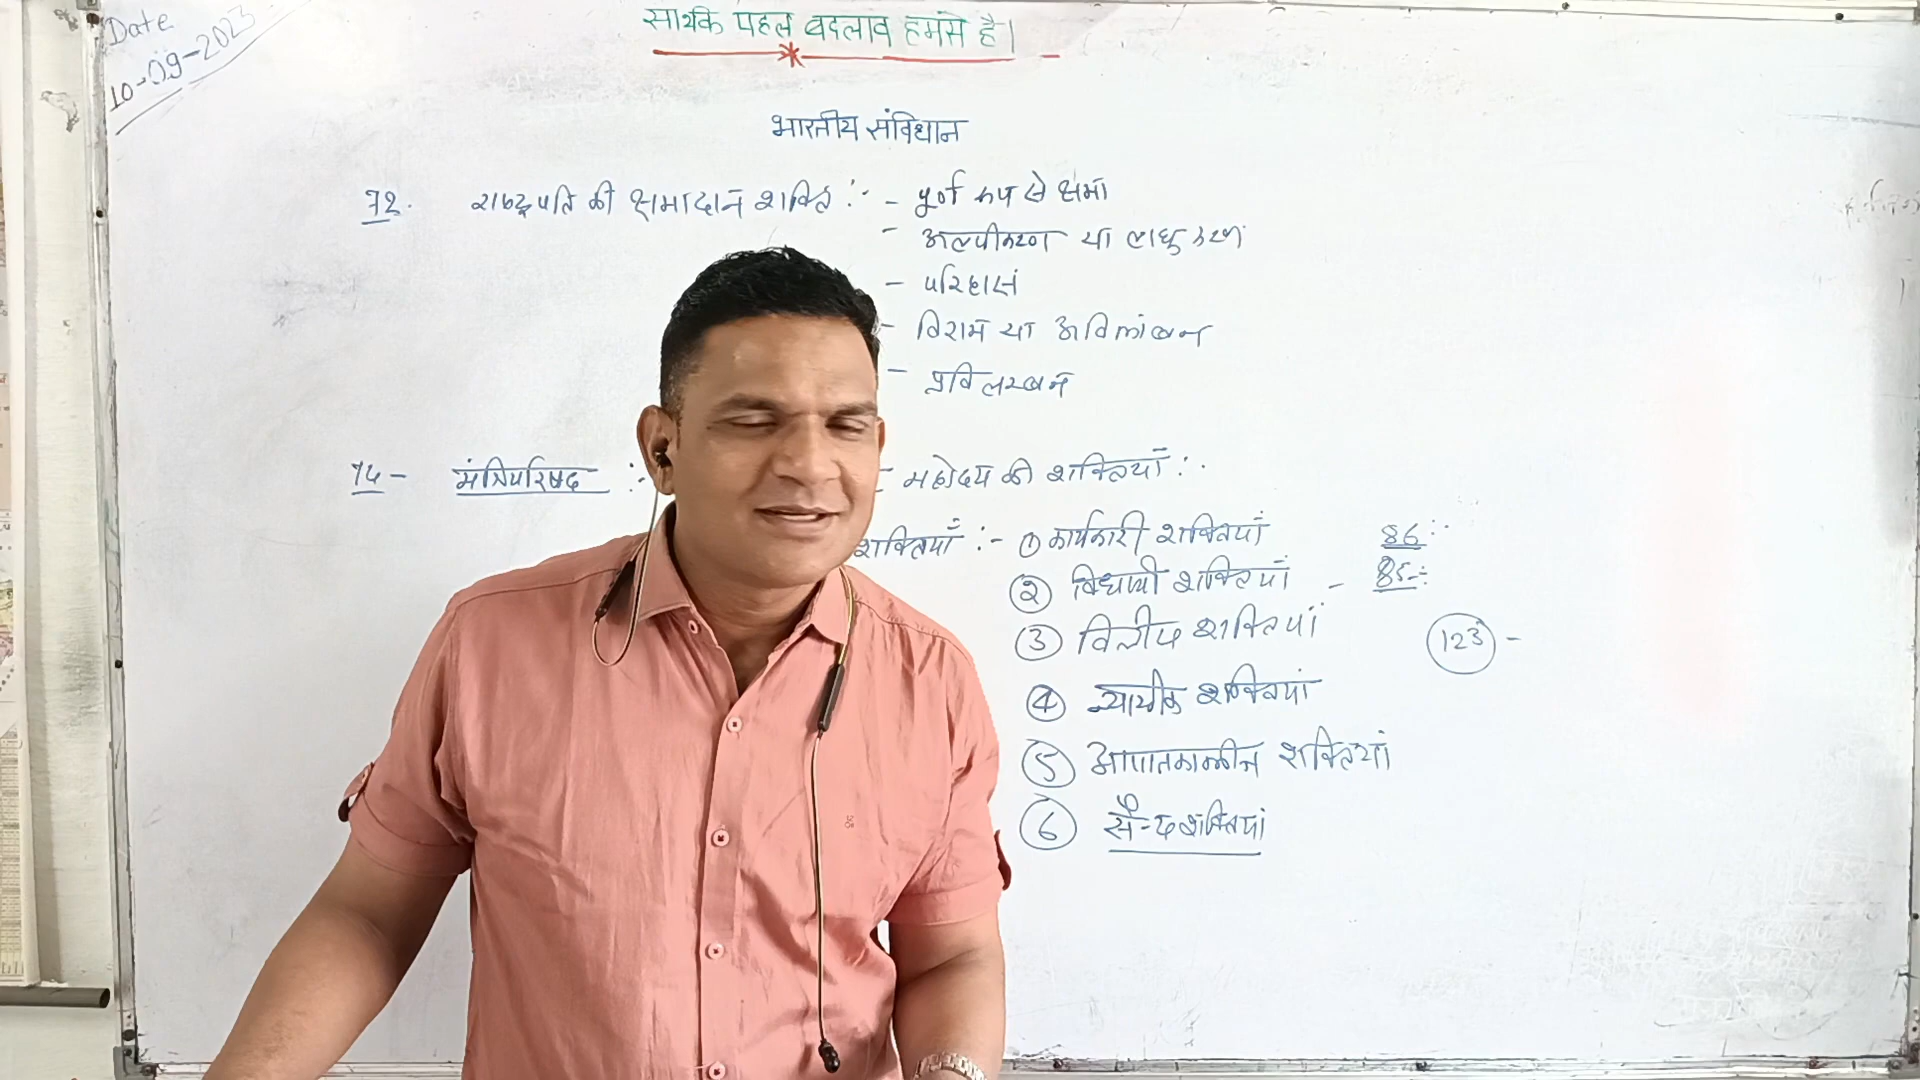 Date
10-09-2023
सार्थक पहल बदलाव हमसे है।
भारतीय संविधान
72. राष्ट्रपति की क्षमादान शक्ति :- - पूर्ण रूप से क्षमा
- अल्पीकरण या लघुकरण
- परिहास
- विराम या अविलंबन
- प्रविलम्बन
74 - मंत्रिपरिषद :- - महोदय की शक्तियाँ :-
शक्तियाँ :- ① कार्यकारी शक्तियाँ 86 :-
② विधायी शक्तियाँ - 85 -:
③ वित्तीय शक्तियां 123 -
④ न्यायीक शक्तियां
⑤ आपातकालीन शक्तियां
⑥ सैन्य शक्तियां